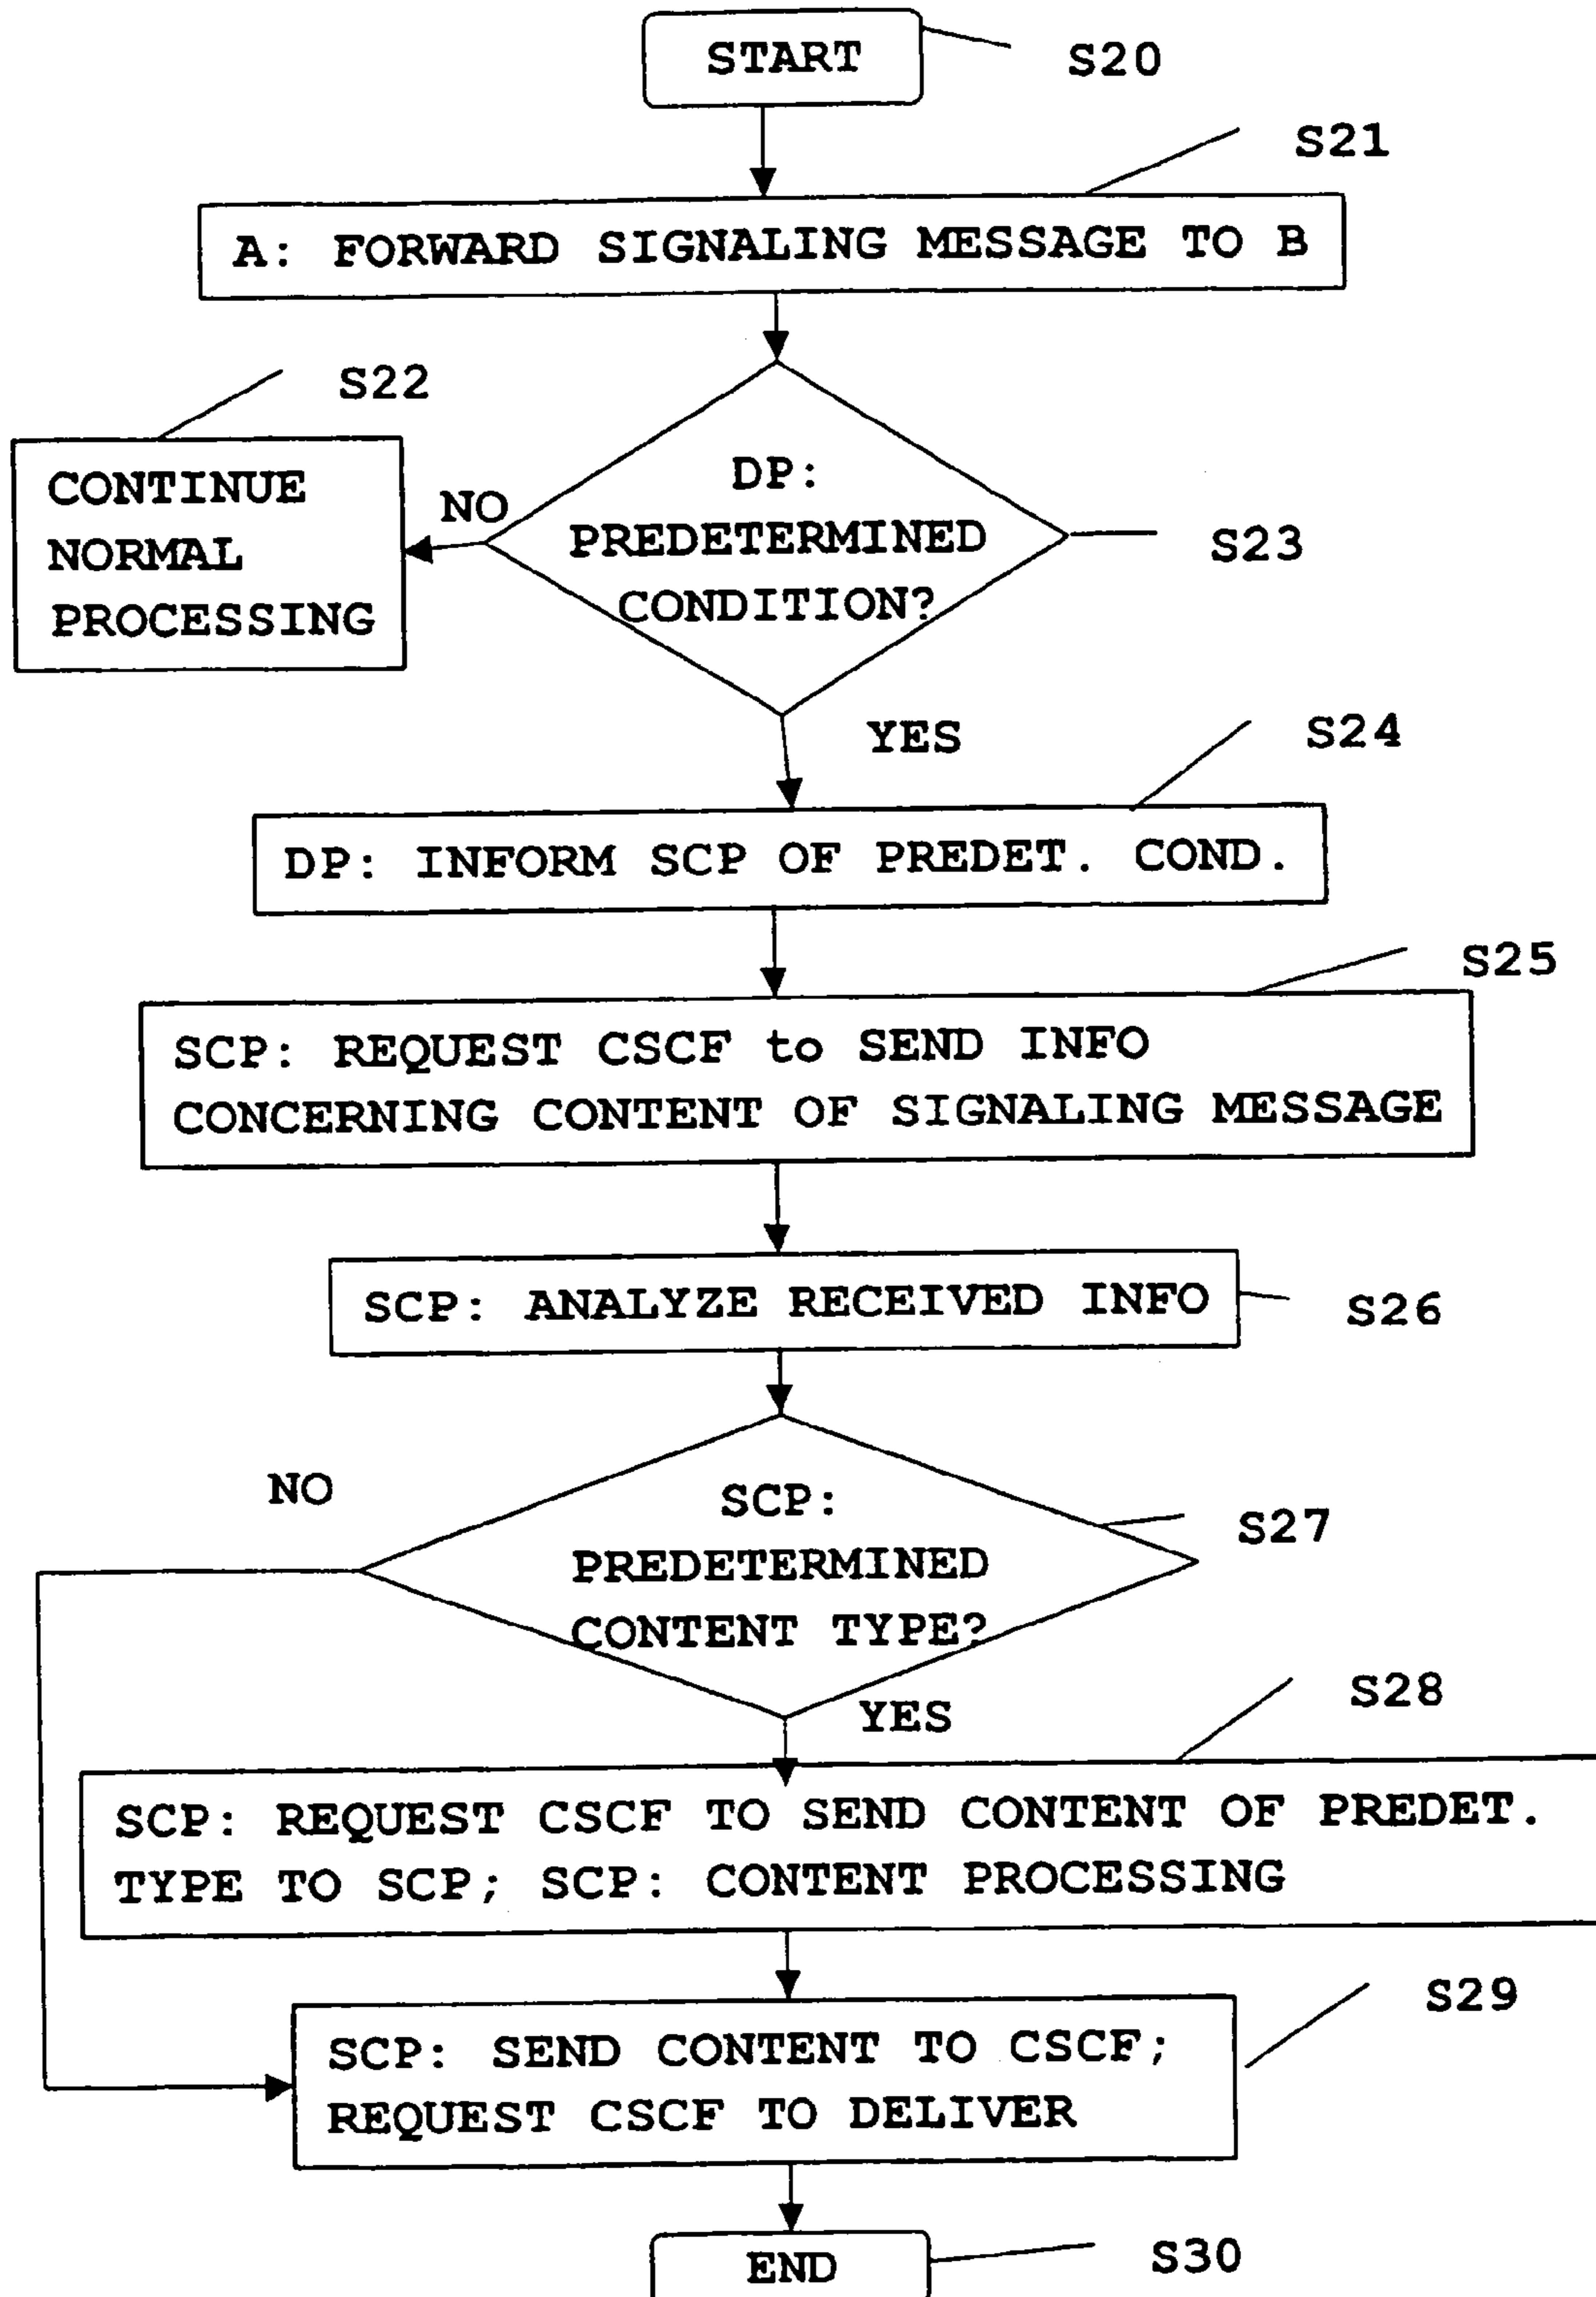 START
S20
S21
A: FORWARD SIGNALING MESSAGE TO B
S22
CONTINUE
NORMAL
PROCESSING
NO
DP:
PREDETERMINED
CONDITION?
S23
YES
S24
DP: INFORM SCP OF PREDET. COND.
S25
SCP: REQUEST CSCF to SEND INFO
CONCERNING CONTENT OF SIGNALING MESSAGE
SCP: ANALYZE RECEIVED INFO
S26
NO
SCP:
PREDETERMINED
CONTENT TYPE?
S27
YES
S28
SCP: REQUEST CSCF TO SEND CONTENT OF PREDET.
TYPE TO SCP; SCP: CONTENT PROCESSING
S29
SCP: SEND CONTENT TO CSCF;
REQUEST CSCF TO DELIVER
END
S30